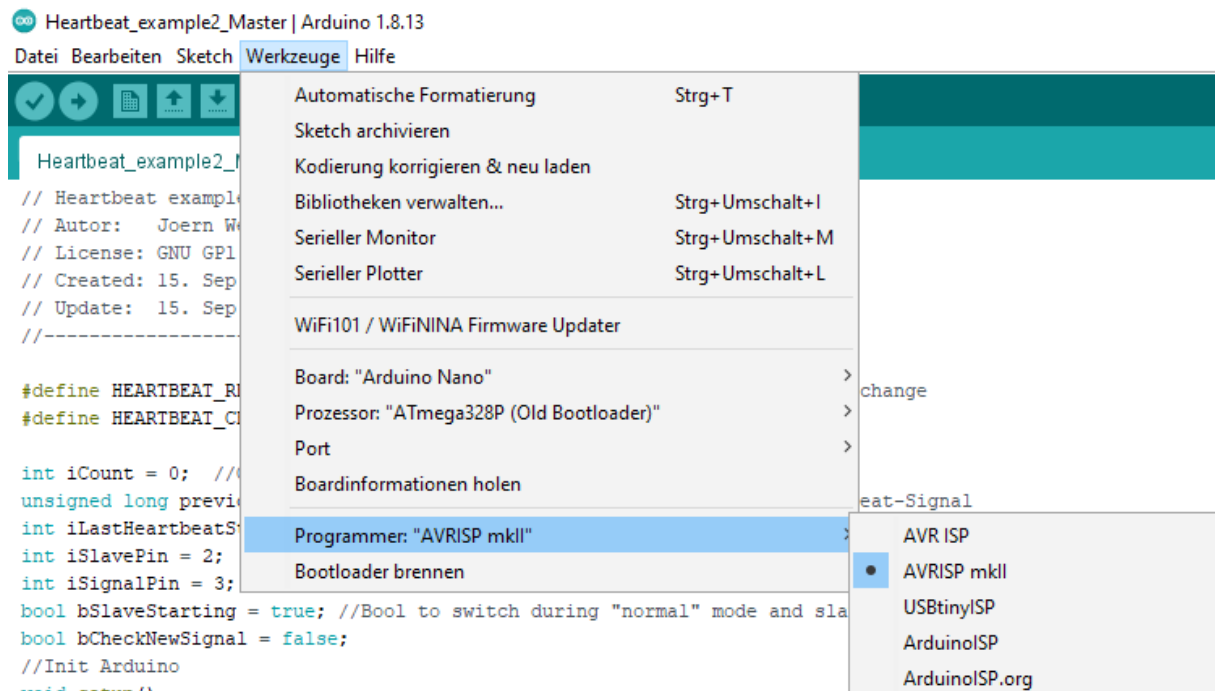 Heartbeat_example2_Master | Arduino 1.8.13
Datei Bearbeiten Sketch Werkzeuge Hilfe
Automatische Formatierung Strg+T
Sketch archivieren
Heartbeat_example2_
Kodierung korrigieren & neu laden
// Heartbeat example
Bibliotheken verwalten... Strg+Umschalt+I
// Autor: Joern
Serieller Monitor Strg+Umschalt+M
// License: GNU GPl
Serieller Plotter Strg+Umschalt+L
// Created: 15. Sep
// Update: 15. Sep
WiFi101 / WiFiNINA Firmware Updater
//-------------------
Board: "Arduino Nano"
#define HEARTBEAT_ change
Prozessor: "ATmega328P (Old Bootloader)"
#define HEARTBEAT_
Port
int iCount = 0; //
Boardinformationen holen
unsigned long previ eat-Signal
int iLastHeartbeatS
Programmer: "AVRISP mkII"
AVR ISP
int iSlavePin = 2;
Bootloader brennen
AVRISP mkII
int iSignalPin = 3;
bool bSlaveStarting = true; //Bool to switch during "normal" mode and sla
USBtinyISP
bool bCheckNewSignal = false;
ArduinoISP
//Init Arduino
ArduinoISP.org